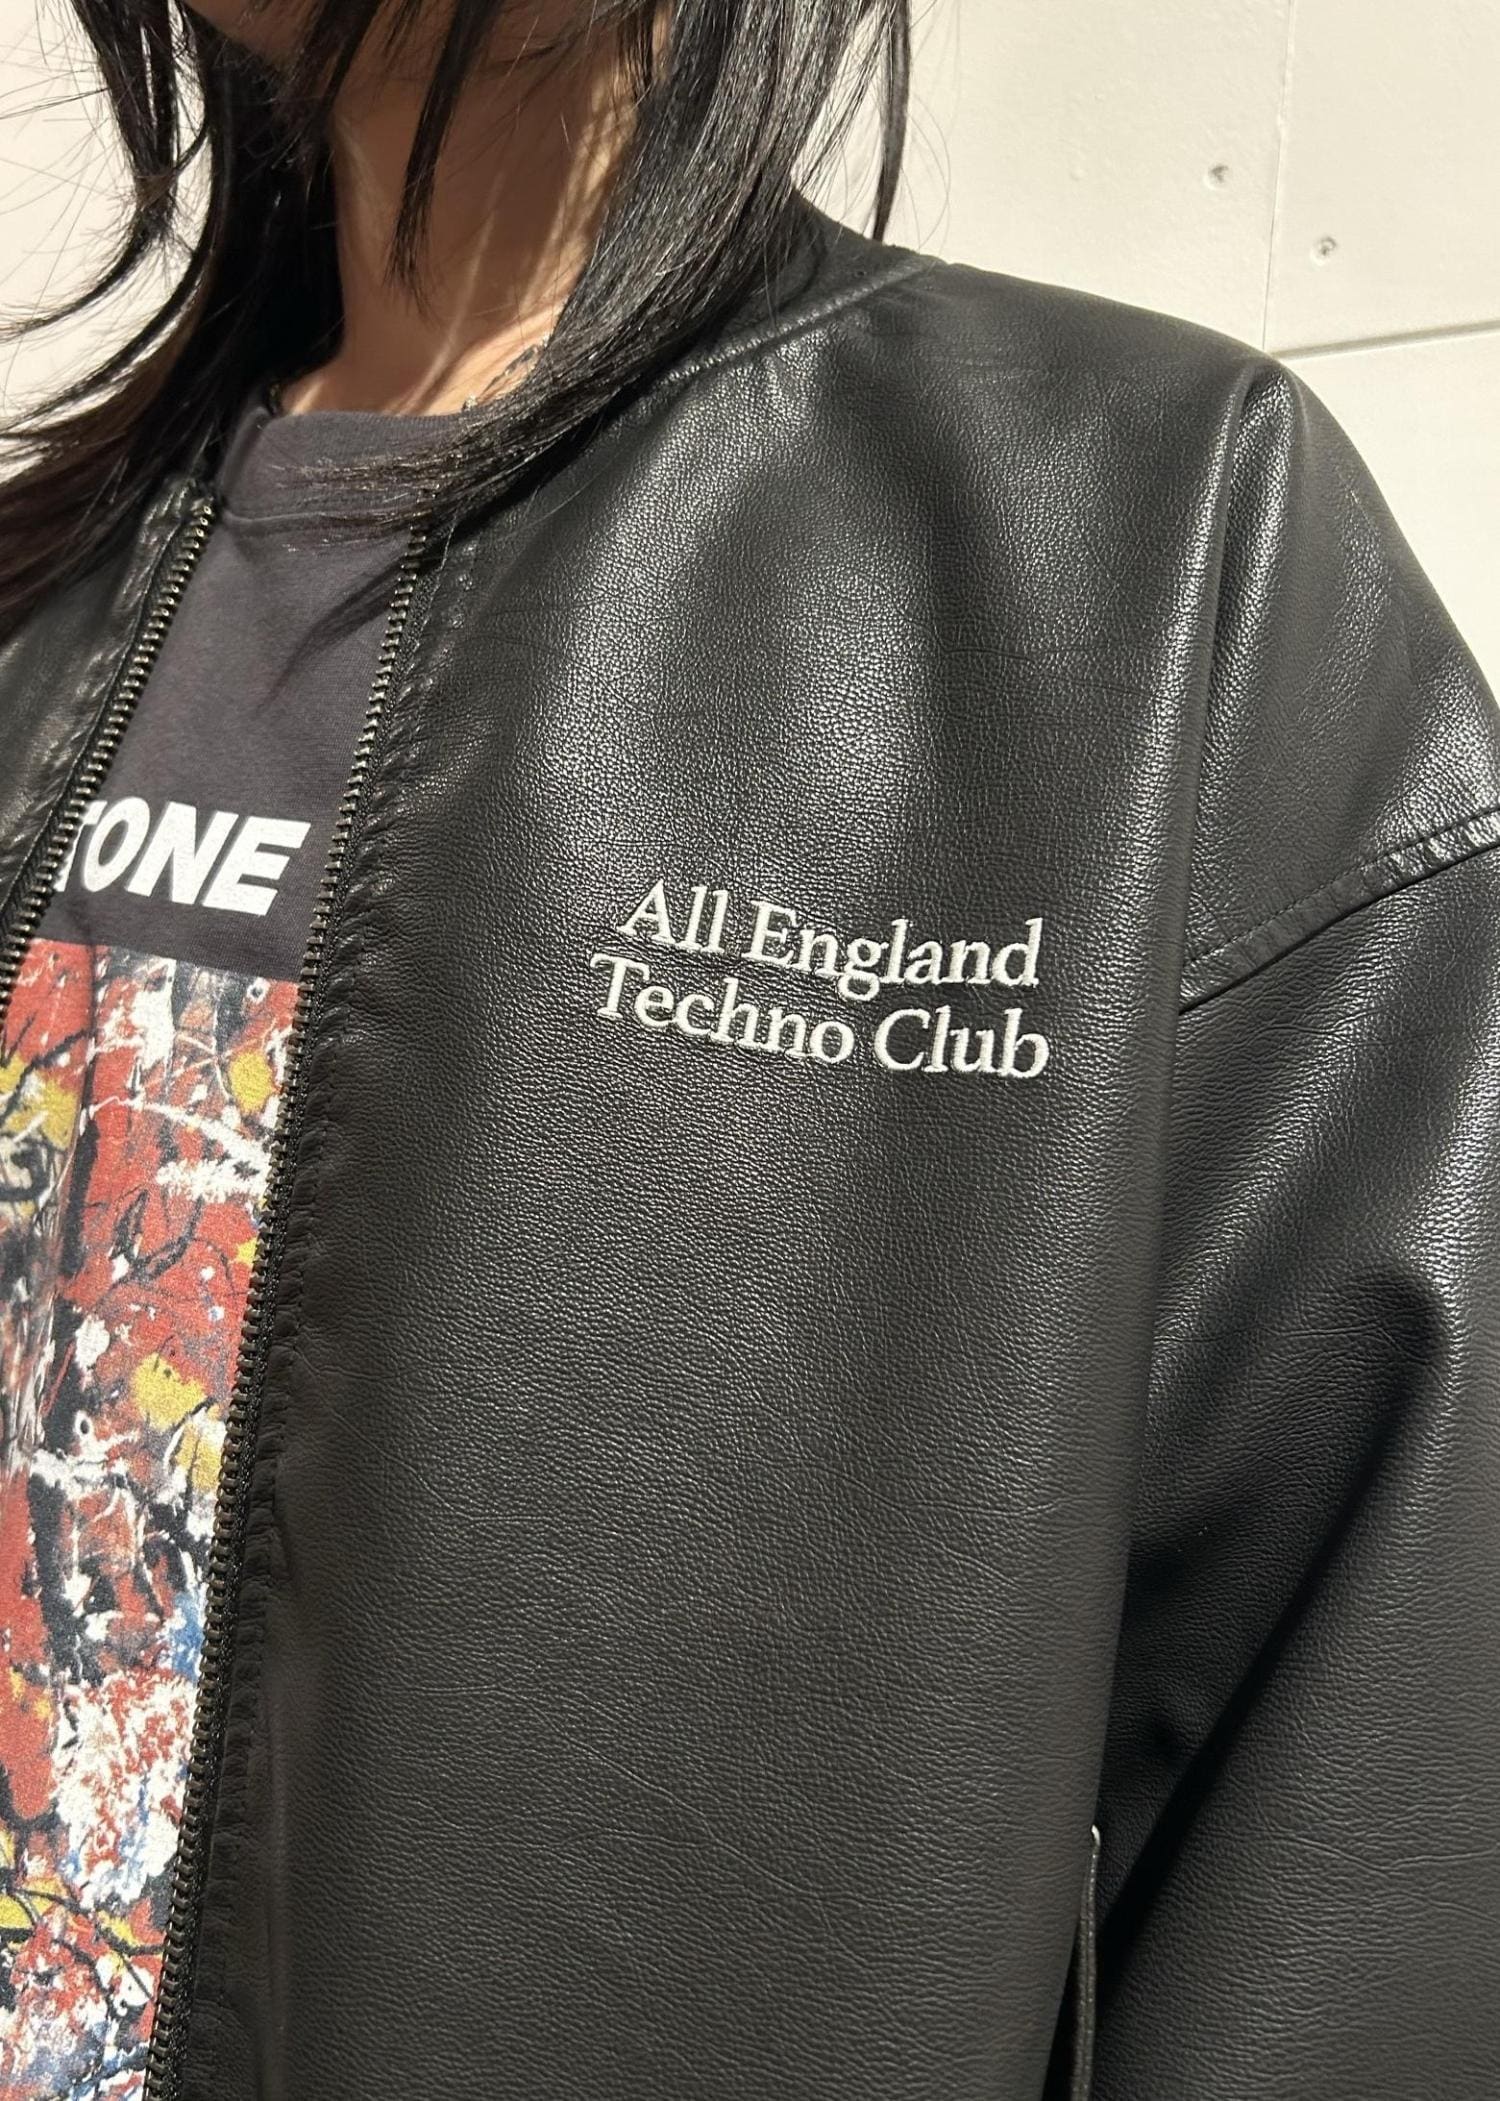 TONE
All England
Techno Club